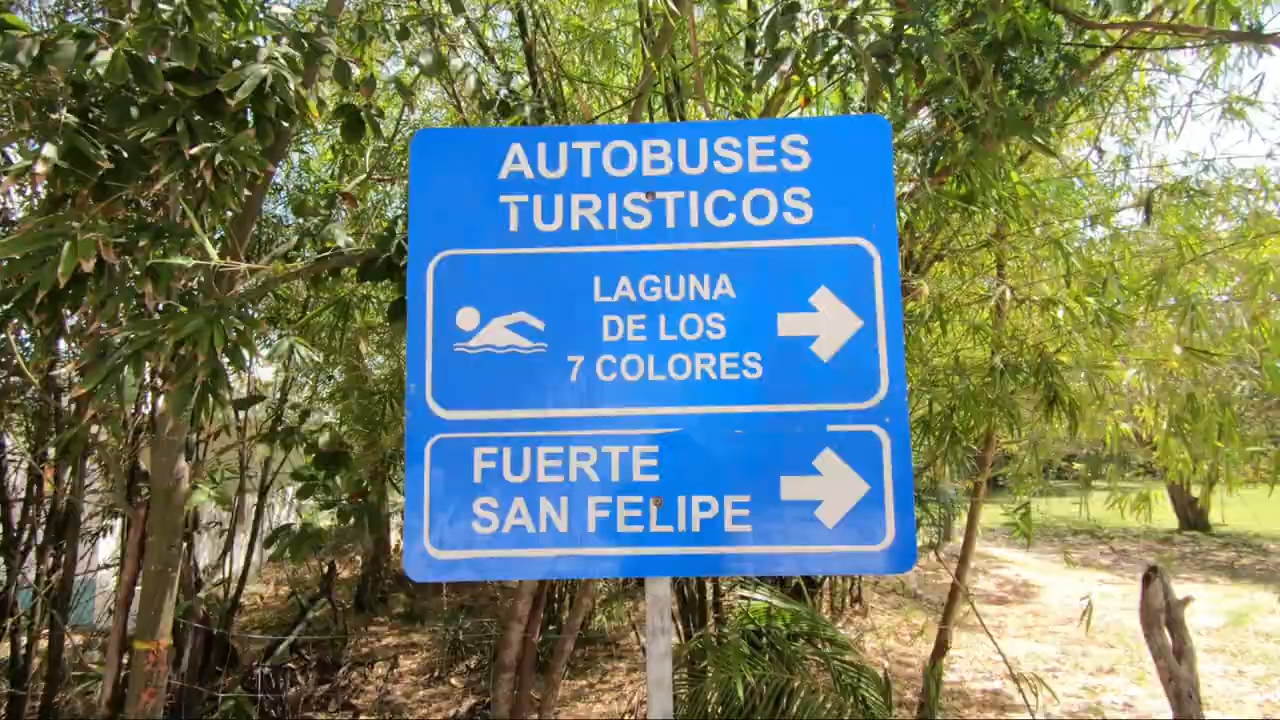 AUTOBUSES
TURISTICOS
LAGUNA
DE LOS
7 COLORES
FUERTE
SAN FELIPE